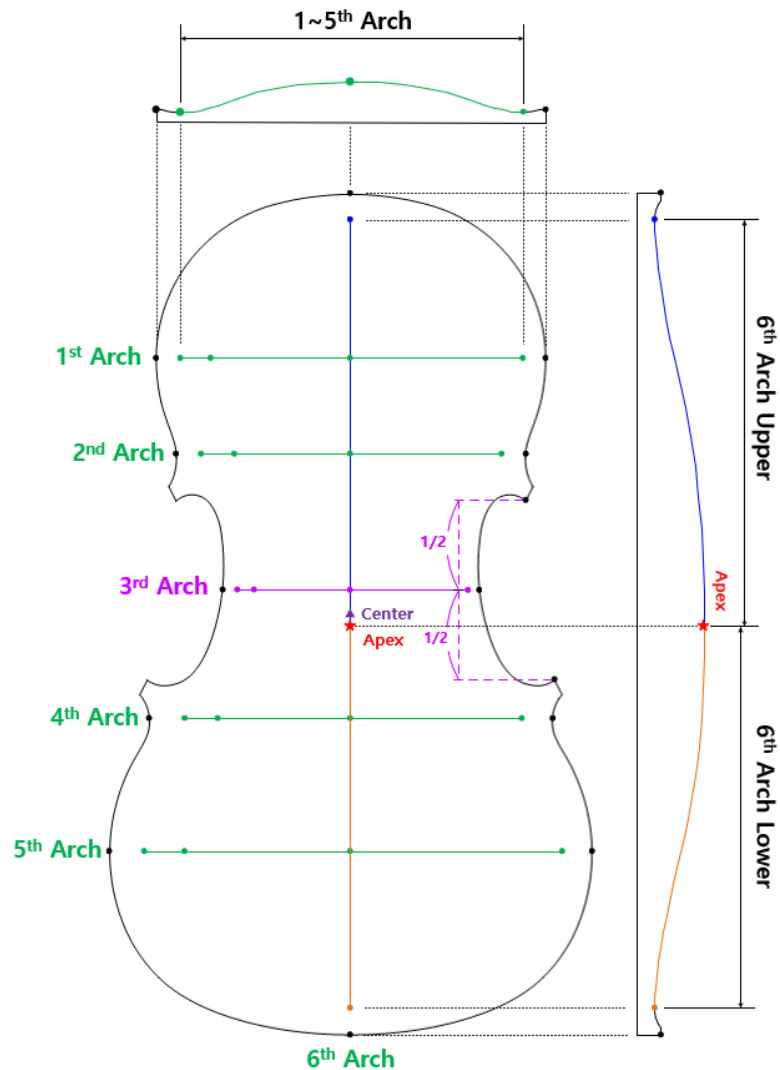 1~5th Arch
1st Arch
2nd Arch
1/2
3rd Arch
Center
Apex
1/2
4th Arch
5th Arch
6th Arch
6th Arch Upper
Apex
6th Arch Lower